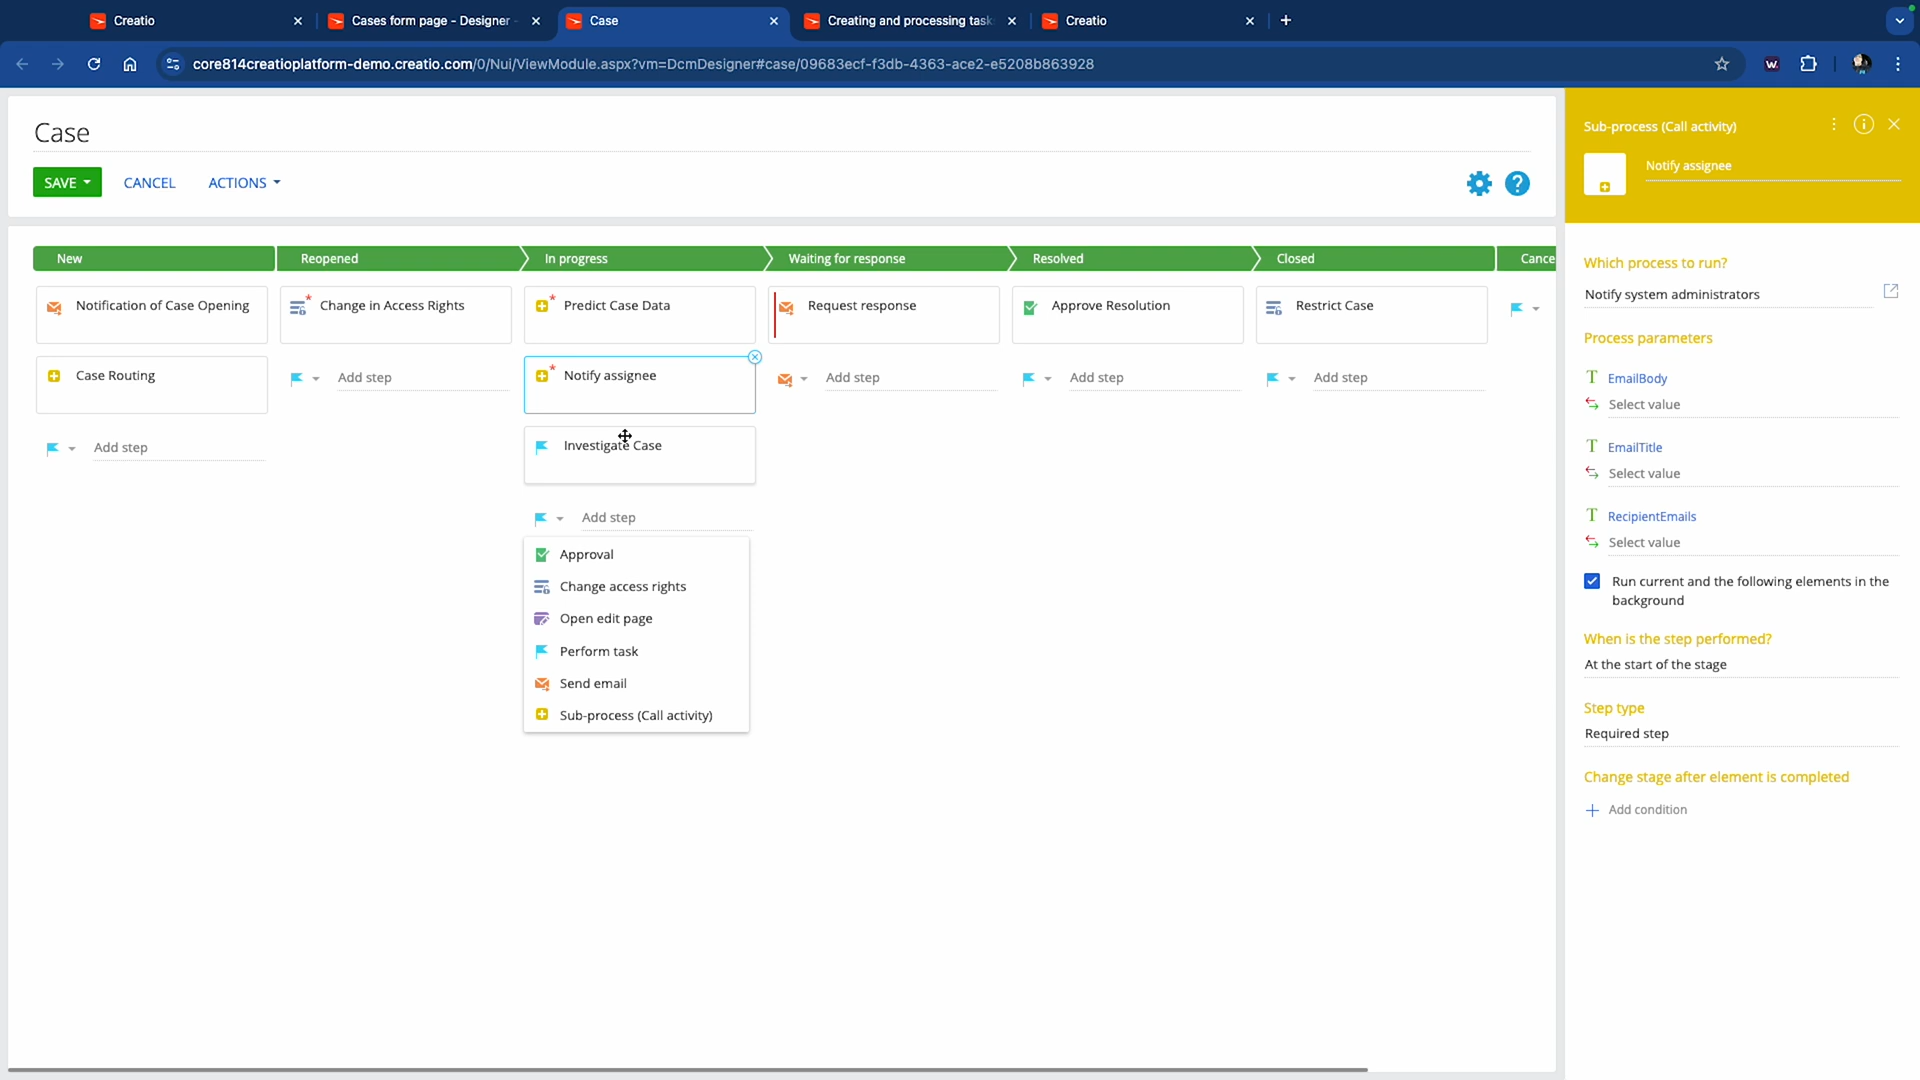 Creatio
Cases form page - Designer
Case
Creating and processing task
Creatio
core814creatioplatform-demo.creatio.com/0/Nui/ViewModule.aspx?vm=DcmDesigner#case/09683ecf-f3db-4363-ace2-e5208b863928
Case
SAVE
CANCEL
ACTIONS
New
Reopened
In progress
Waiting for response
Resolved
Closed
Cance
Notification of Case Opening
Change in Access Rights
Predict Case Data
Request response
Approve Resolution
Restrict Case
Case Routing
Add step
Notify assignee
Add step
Add step
Add step
Add step
Investigate Case
Add step
Approval
Change access rights
Open edit page
Perform task
Send email
Sub-process (Call activity)
Sub-process (Call activity)
Notify assignee
Which process to run?
Notify system administrators
Process parameters
EmailBody
Select value
EmailTitle
Select value
RecipientEmails
Select value
Run current and the following elements in the
background
When is the step performed?
At the start of the stage
Step type
Required step
Change stage after element is completed
Add condition